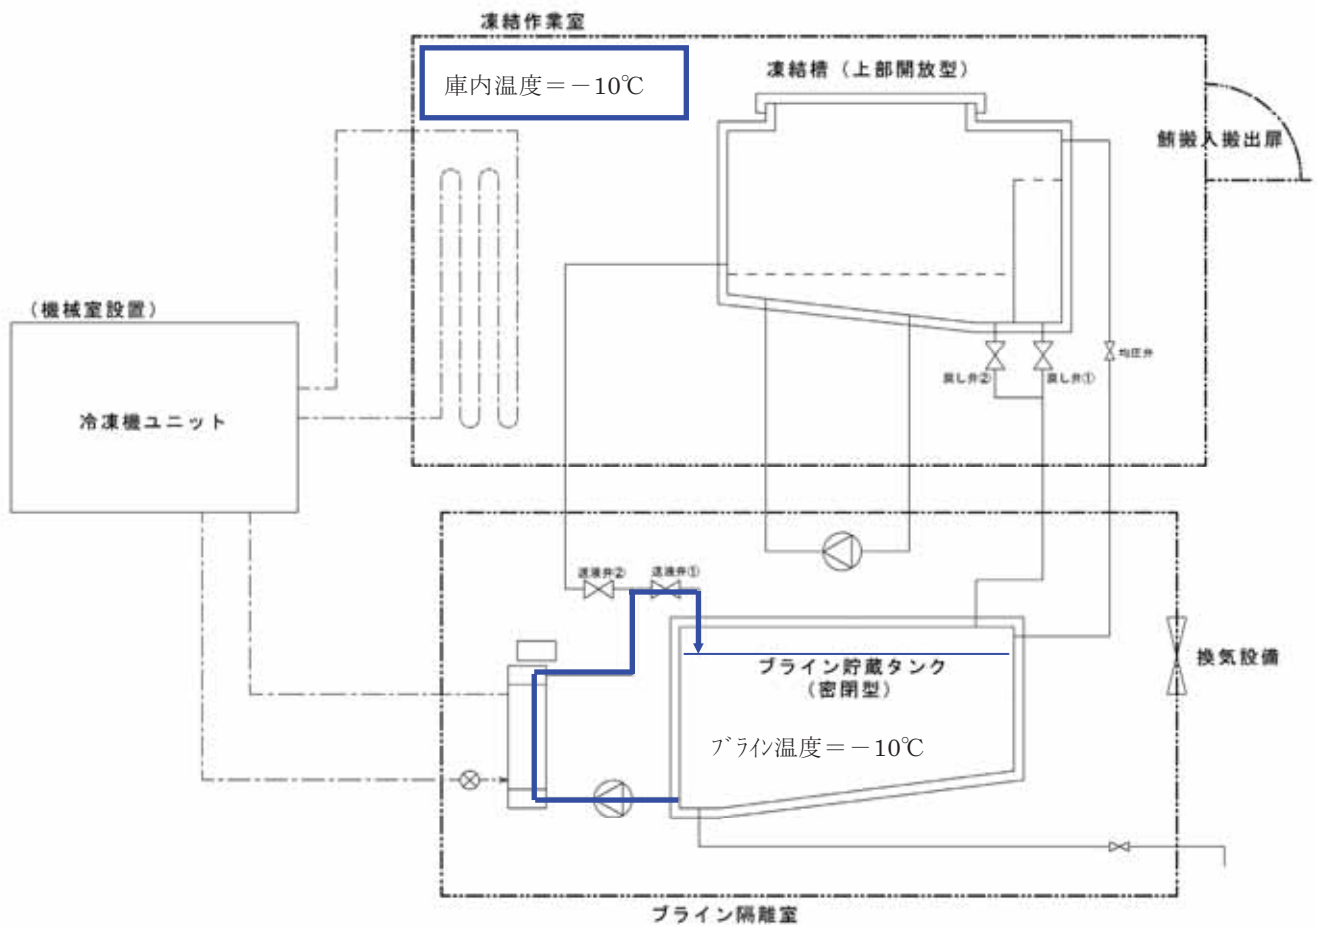 凍結作業室
庫内温度＝－10℃
凍結槽（上部開放型）
鮪搬入搬出扉
（機械室設置）
冷凍機ユニット
均圧弁
戻し弁②
戻し弁①
送液弁②
送液弁①
ブライン貯蔵タンク
（密閉型）
換気設備
ﾌﾞﾗｲﾝ温度＝－10℃
ブライン隔離室